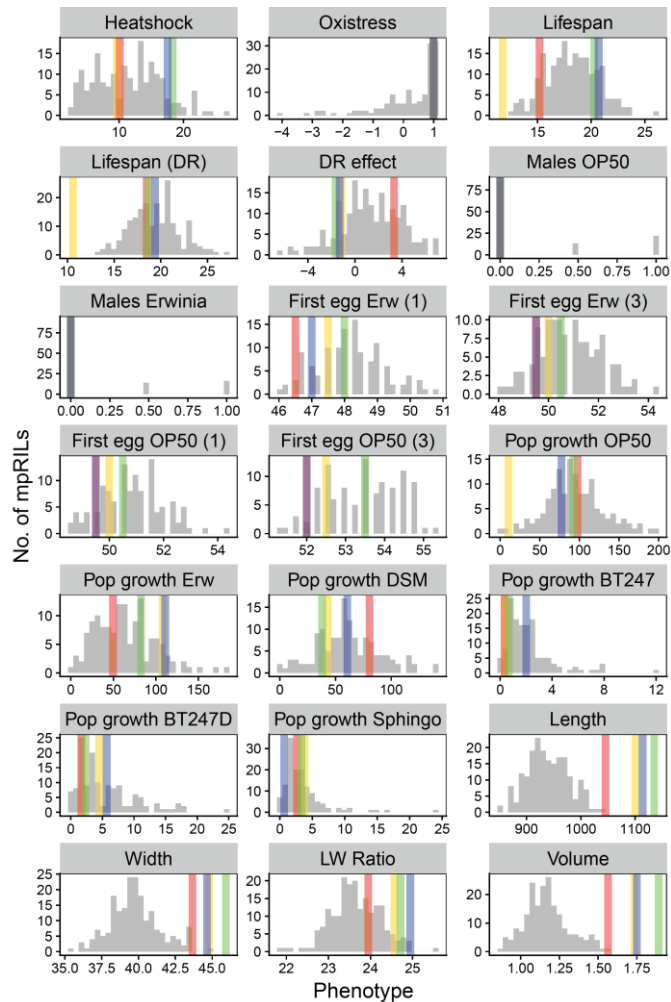 Heatshock Oxistress Lifespan
15 10 5 0 30 20 10 0 15 10 5 0
10 20 −4 −3 −2 −1 0 1 15 20 25
Lifespan (DR) DR effect Males OP50
20 10 0 15 10 5 0 75 50 25 0
10 15 20 25 −4 0 4 0.00 0.25 0.50 0.75 1.00
Males Erwinia First egg Erw (1) First egg Erw (3)
75 50 25 0 15 10 5 0 10.0 7.5 5.0 2.5 0.0
0.00 0.25 0.50 0.75 1.00 46 47 48 49 50 51 48 50 52 54
First egg OP50 (1) First egg OP50 (3) Pop growth OP50
10 5 0 10 5 0 15 10 5 0
50 52 54 52 53 54 55 0 50 100 150 200
Pop growth Erw Pop growth DSM Pop growth BT247
10 5 0 15 10 5 0 25 20 15 10 5 0
0 50 100 150 0 50 100 0 4 8 12
Pop growth BT247D Pop growth Sphingo Length
25 20 15 10 5 0 30 20 10 0 20 15 10 5 0
0 5 10 15 20 25 0 5 10 15 20 25 900 1000 1100
Width LW Ratio Volume
25 20 15 10 5 0 20 10 0 20 10 0
35.0 37.5 40.0 42.5 45.0 22 23 24 25 1.00 1.25 1.50 1.75
No. of mpRILs
Phenotype